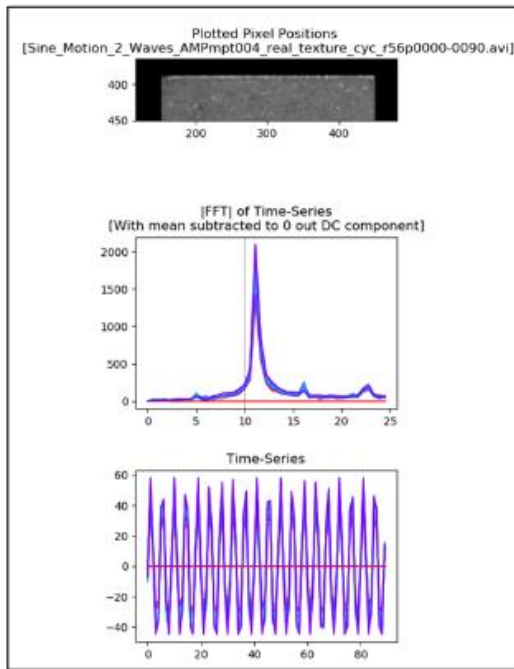 Plotted Pixel Positions
[Sine_Motion_2_Waves_AMPmpt004_real_texture_cyc_r56p0000-0090.avi]
400
450
200 300 400
|FFT| of Time-Series
[With mean subtracted to 0 out DC component]
2000
1500
1000
500
0
0 5 10 15 20 25
Time-Series
60
40
20
0
−20
−40
0 20 40 60 80